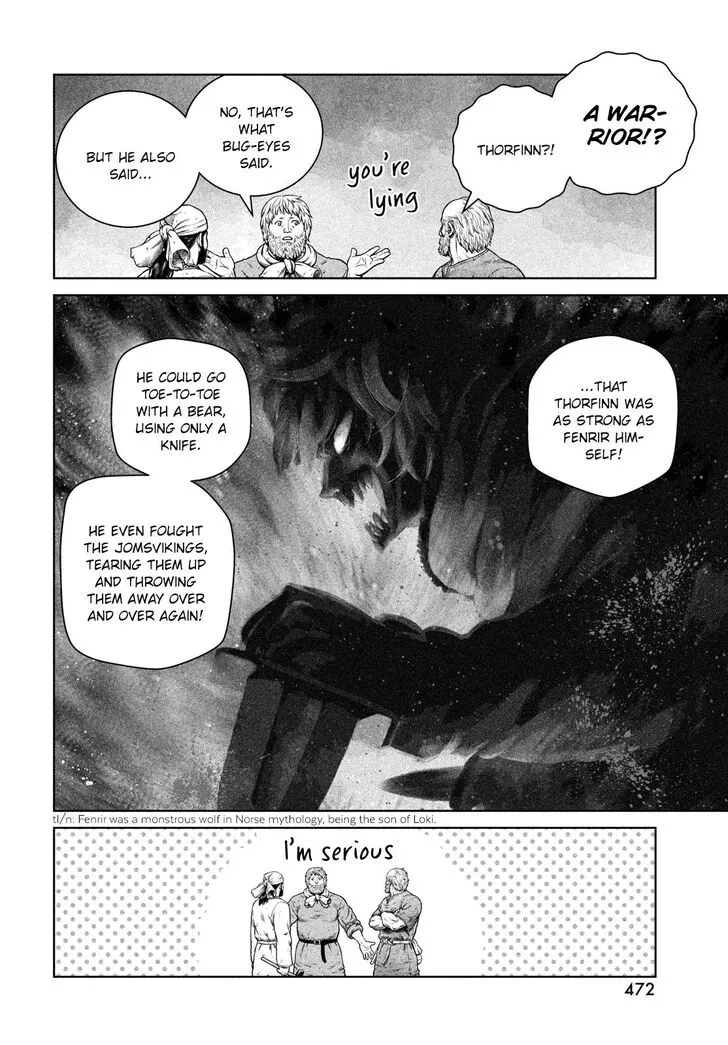 A WAR-
RIOR!?
THORFINN?!
you're
lying
NO, THAT'S
WHAT
BUG-EYES
SAID.
BUT HE ALSO
SAID...
...THAT
THORFINN WAS
AS STRONG AS
FENRIR HIM-
SELF!
HE COULD GO
TOE-TO-TOE
WITH A BEAR,
USING ONLY A
KNIFE.
HE EVEN FOUGHT
THE JOMSVIKINGS,
TEARING THEM UP
AND THROWING
THEM AWAY OVER
AND OVER AGAIN!
tl/n: Fenrir was a monstrous wolf in Norse mythology, being the son of Loki.
I'm serious
472